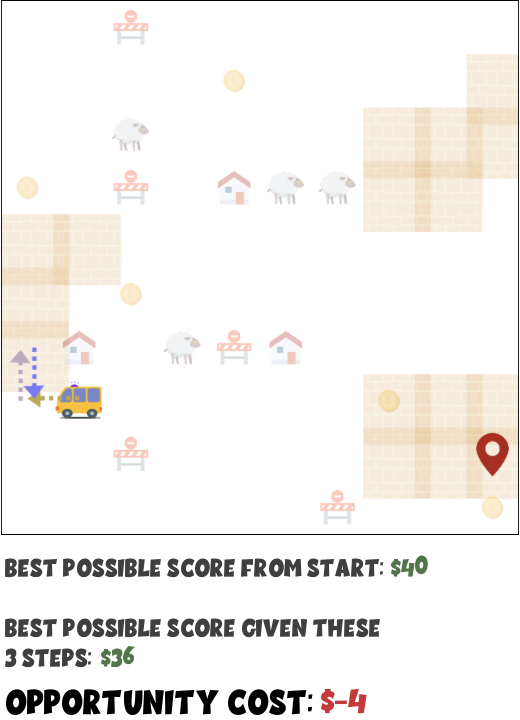 BEST POSSIBLE SCORE FROM START: $40
BEST POSSIBLE SCORE GIVEN THESE
3 STEPS: $36
OPPORTUNITY COST: $-4